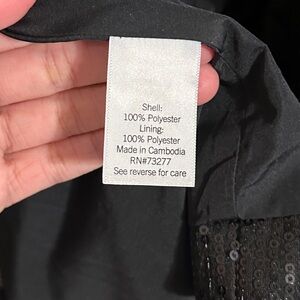 Shell:
100% Polyester
Lining:
100% Polyester
Made in Cambodia
RN#73277
See reverse for care